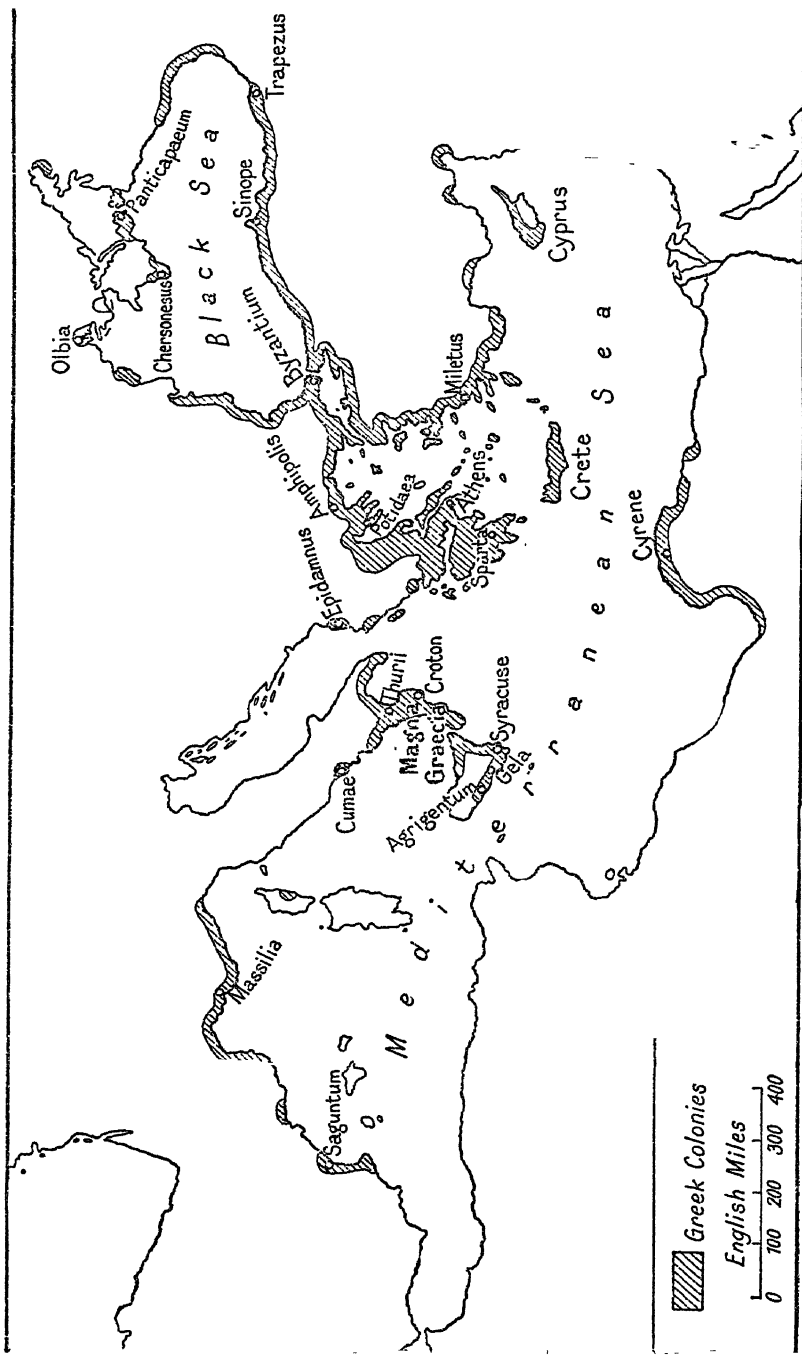 Olbia
Panticapaeum
Chersonesus
Black Sea
Trapezus
Sinope
Byzantium
Amphipolis
Epidamnus
Potidaea
Athens
Sparta
Miletus
Cyprus
Crete
Cyrene
Thurii
Croton
Magna
Graecia
Cumae
Syracuse
Gela
Agrigentum
Massilia
Saguntum
Mediterranean Sea
Greek Colonies
English Miles
0 100 200 300 400